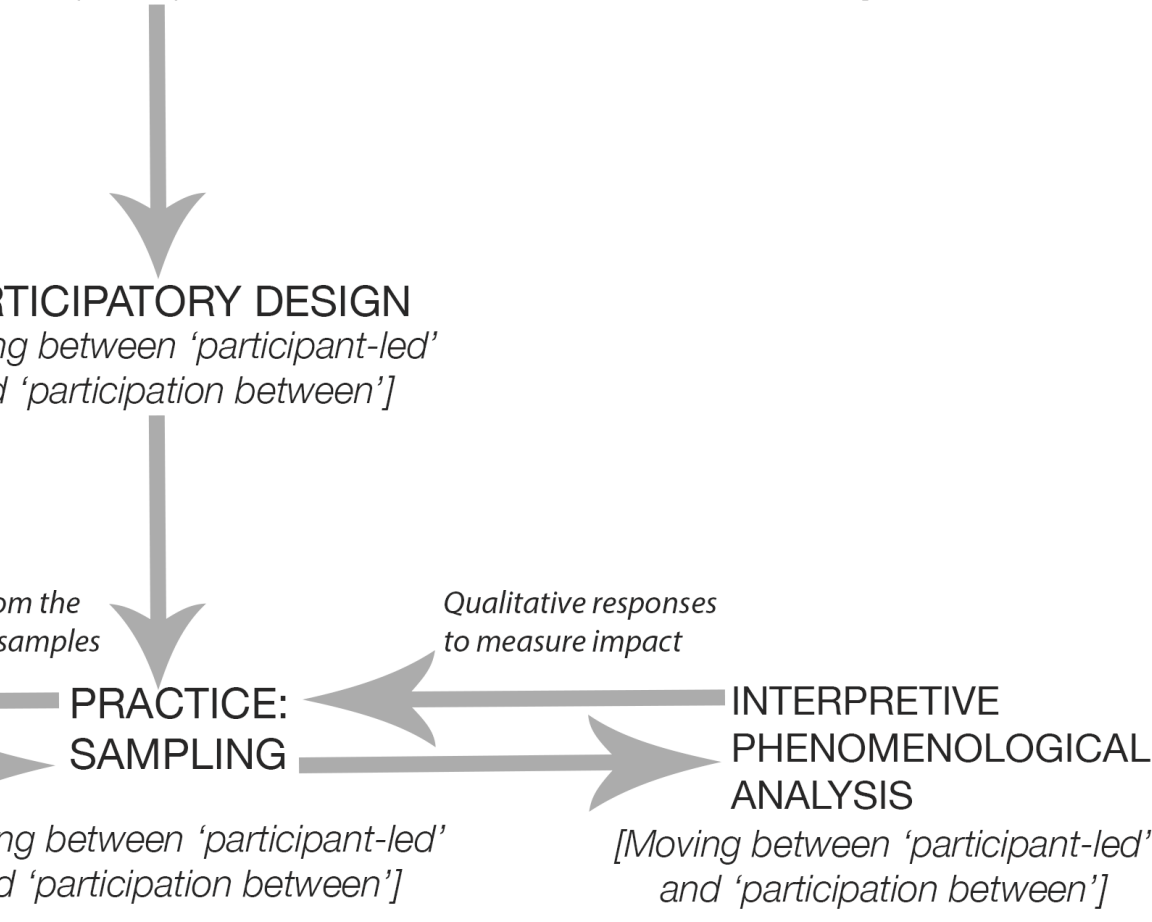 RTICIPATORY DESIGN
ng between ‘participant-led’
d ‘participation between’]
om the
samples
Qualitative responses
to measure impact
PRACTICE:
SAMPLING
INTERPRETIVE
PHENOMENOLOGICAL
ANALYSIS
ng between ‘participant-led’
d ‘participation between’]
[Moving between ‘participant-led’
and ‘participation between’]